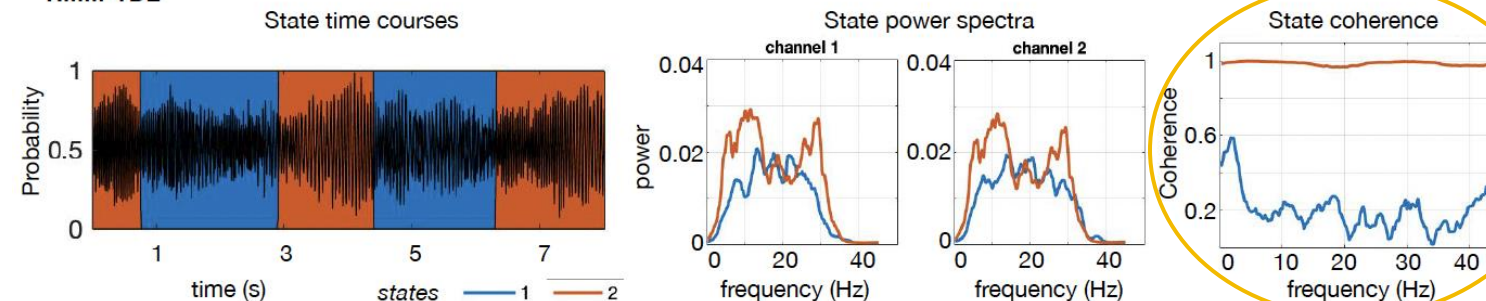 State time courses
Probability
1
0.5
0
1 3 5 7
time (s)
states 1 2
State power spectra
channel 1
power
0.04
0.02
0
0 20 40
frequency (Hz)
channel 2
0.04
0.02
0
0 20 40
frequency (Hz)
State coherence
Coherence
1
0.6
0.2
0 10 20 30 40
frequency (Hz)